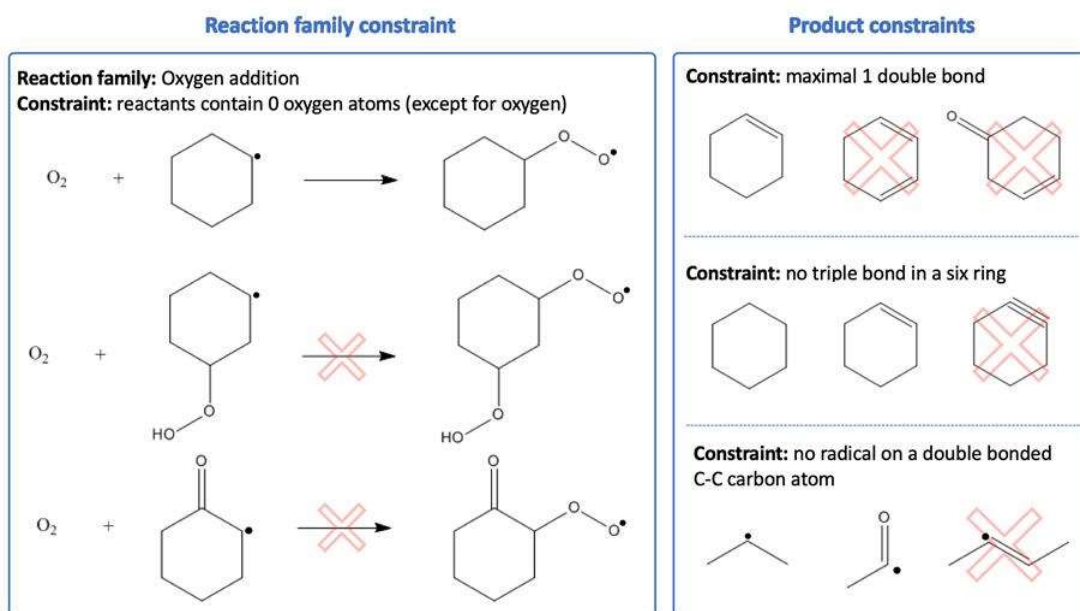 Reaction family constraint
Product constraints
Reaction family: Oxygen addition
Constraint: reactants contain 0 oxygen atoms (except for oxygen)
O₂ +
O
O
O₂ +
O
HO
O
O
O
HO
O
O₂ +
O
O
O
Constraint: maximal 1 double bond
O
Constraint: no triple bond in a six ring
Constraint: no radical on a double bonded
C-C carbon atom
O